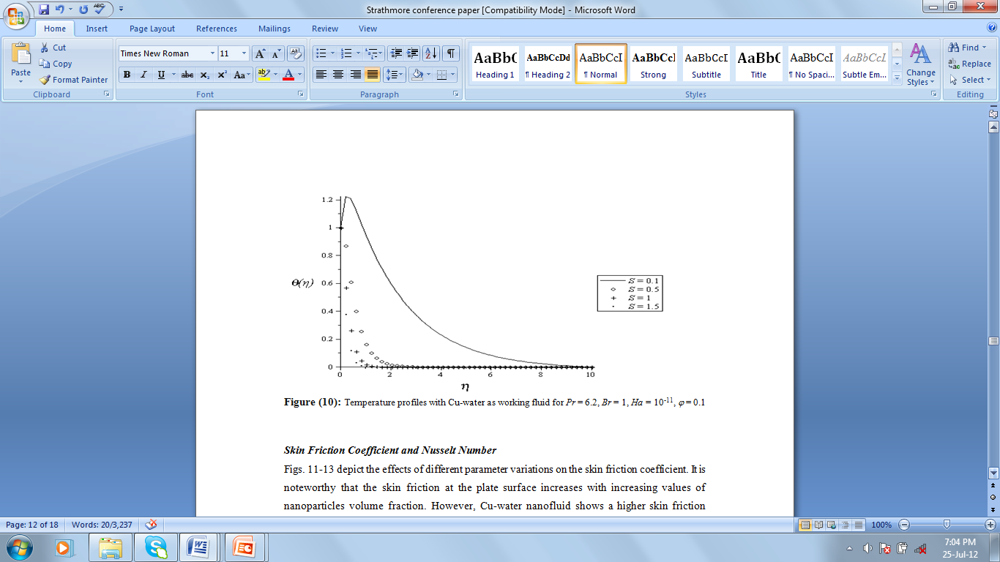 Strathmore conference paper [Compatibility Mode] - Microsoft Word
Home Insert Page Layout References Mailings Review View
Paste
Cut
Copy
Format Painter
Clipboard
Times New Roman 11
B I U abc x₂ x² Aa
Font
Paragraph
AaBbC AaBbCcDd AaBbCcI AaBbCcI AaBbCcI AaBbC AaBbCcI AaBbCcI
Heading 1 ¶ Heading 2 ¶ Normal Strong Subtitle Title ¶ No Spaci... Subtle Em...
Styles
Change Styles
Find
Replace
Select
Editing
1.2
1
0.8
Θ(η) 0.6
0.4
0.2
0
0 2 4 6 8 10
η
S = 0.1
S = 0.5
S = 1
S = 1.5
Figure (10): Temperature profiles with Cu-water as working fluid for Pr = 6.2, Br = 1, Ha = 10⁻¹¹, φ = 0.1
Skin Friction Coefficient and Nusselt Number
Figs. 11-13 depict the effects of different parameter variations on the skin friction coefficient. It is
noteworthy that the skin friction at the plate surface increases with increasing values of
nanoparticles volume fraction. However, Cu-water nanofluid shows a higher skin friction
Page: 12 of 18 Words: 20/3,237 100%
7:04 PM
25-Jul-12